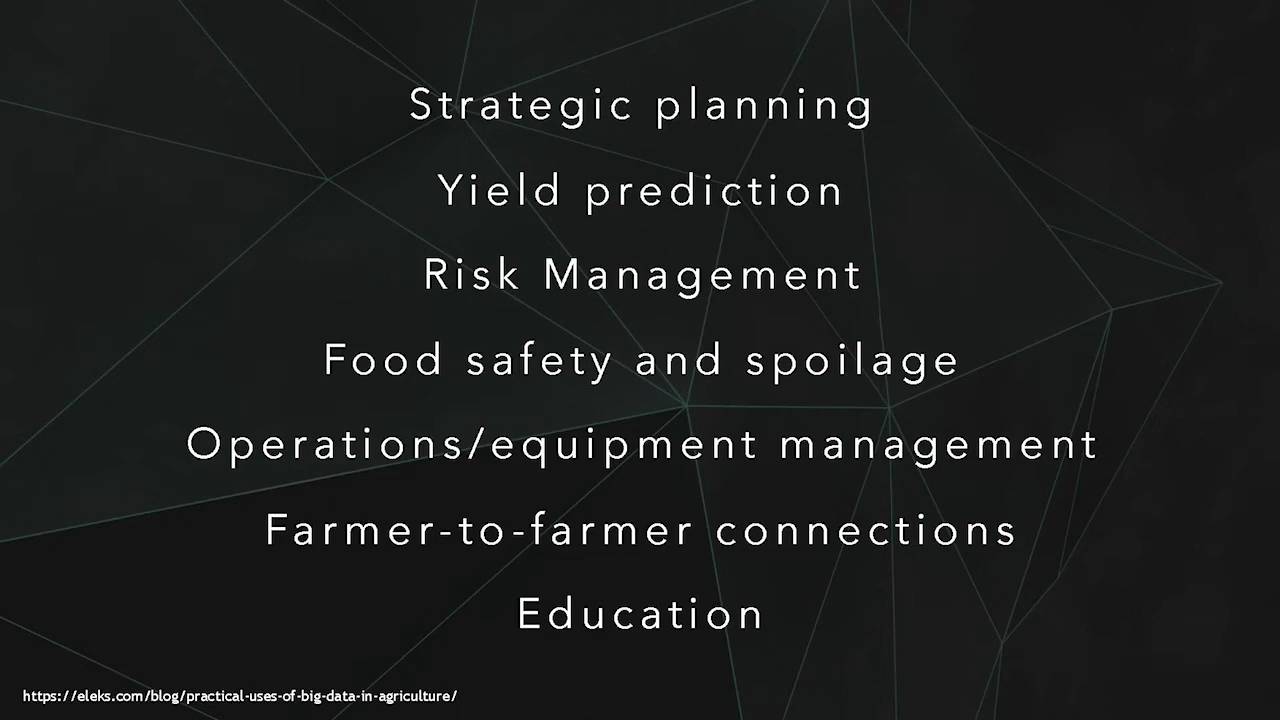 Strategic planning
Yield prediction
Risk Management
Food safety and spoilage
Operations/equipment management
Farmer-to-farmer connections
Education
https://eleks.com/blog/practical-uses-of-big-data-in-agriculture/